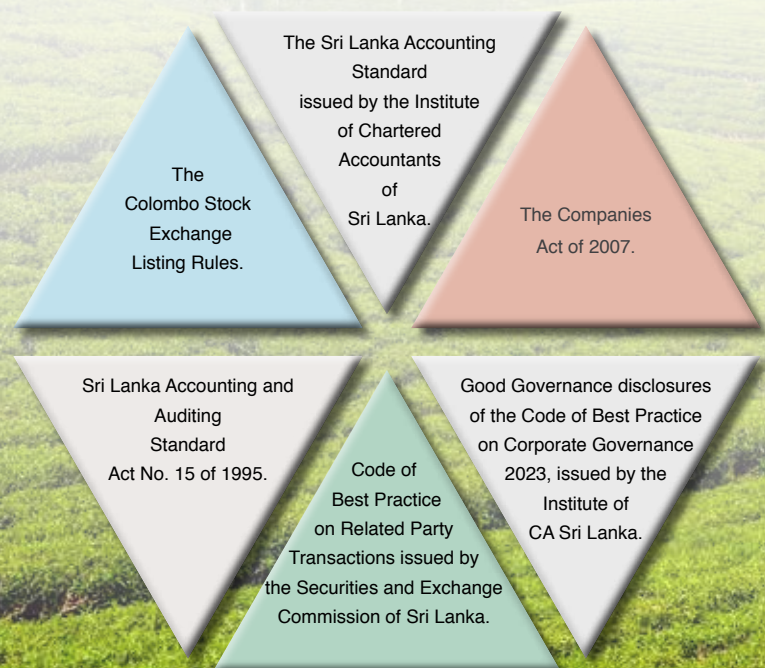 The
Colombo Stock
Exchange
Listing Rules.
The Sri Lanka Accounting
Standard
issued by the Institute
of Chartered
Accountants
of
Sri Lanka.
The Companies
Act of 2007.
Sri Lanka Accounting and
Auditing
Standard
Act No. 15 of 1995.
Code of
Best Practice
on Related Party
Transactions issued by
the Securities and Exchange
Commission of Sri Lanka.
Good Governance disclosures
of the Code of Best Practice
on Corporate Governance
2023, issued by the
Institute of
CA Sri Lanka.